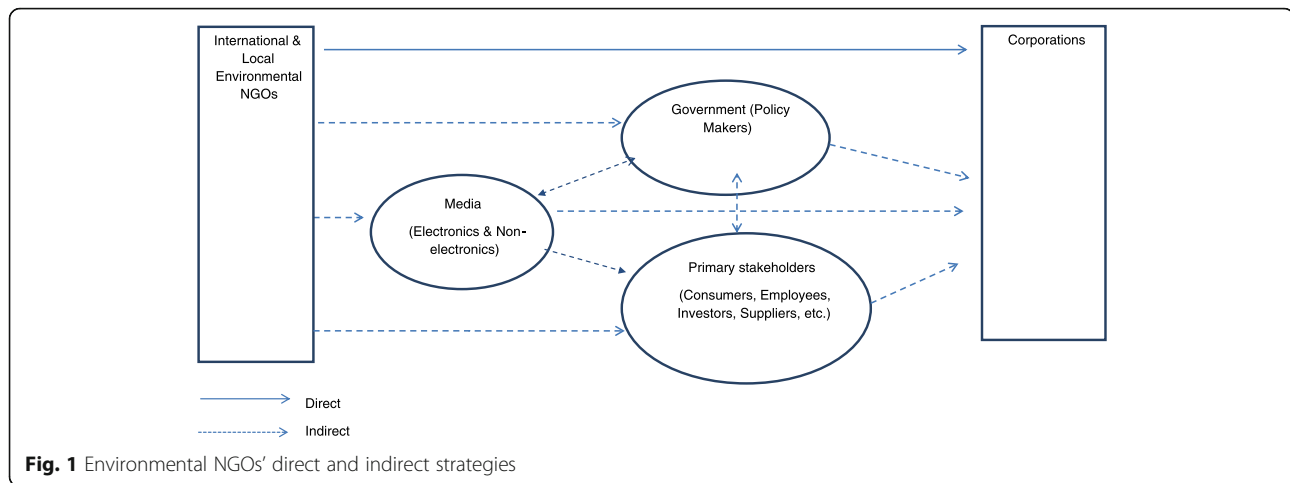 International &
Local
Environmental
NGOs
Corporations
Government (Policy
Makers)
Media
(Electronics & Non-
electronics)
Primary stakeholders
(Consumers, Employees,
Investors, Suppliers, etc.)
Direct
Indirect
Fig. 1 Environmental NGOs’ direct and indirect strategies